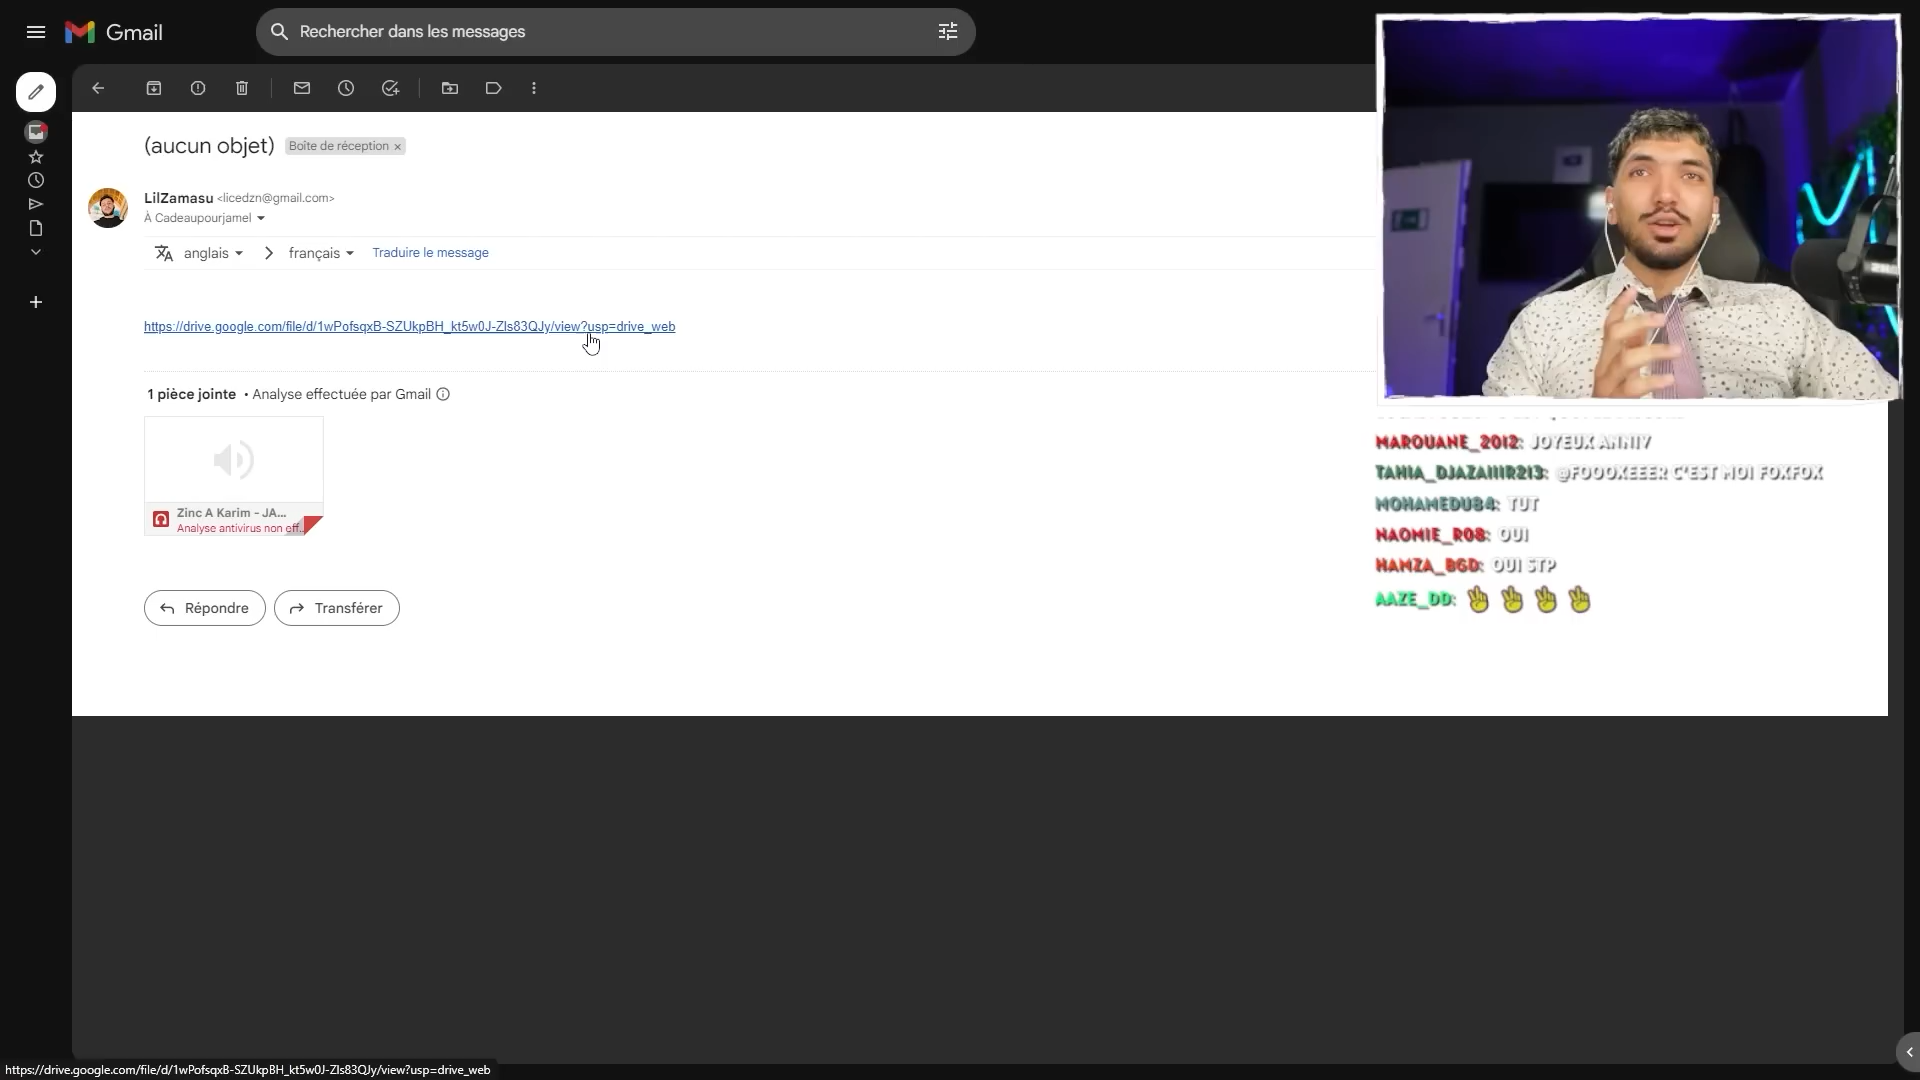 Gmail
Rechercher dans les messages
(aucun objet)
Boîte de réception ×
LilZamasu <licedzn@gmail.com>
À Cadeaupourjamel
anglais
français
Traduire le message
https://drive.google.com/file/d/1wPofsqxB-SZUkpBH_kt5w0J-Zls83QJy/view?usp=drive_web
1 pièce jointe • Analyse effectuée par Gmail
Zinc A Karim - JA...
Analyse antivirus non eff...
Répondre
Transférer
MAROUANE_2012: JOYEUX ANNIV
TAHIA_DJAZAIIIR213: @FOOOXEEER C'EST MOI FOXFOX
MOHAMEDU84: TUT
NAOMIE_R08: OUI
HAMZA_BGD: OUI STP
AAZE_DD:
https://drive.google.com/file/d/1wPofsqxB-SZUkpBH_kt5w0J-Zls83QJy/view?usp=drive_web